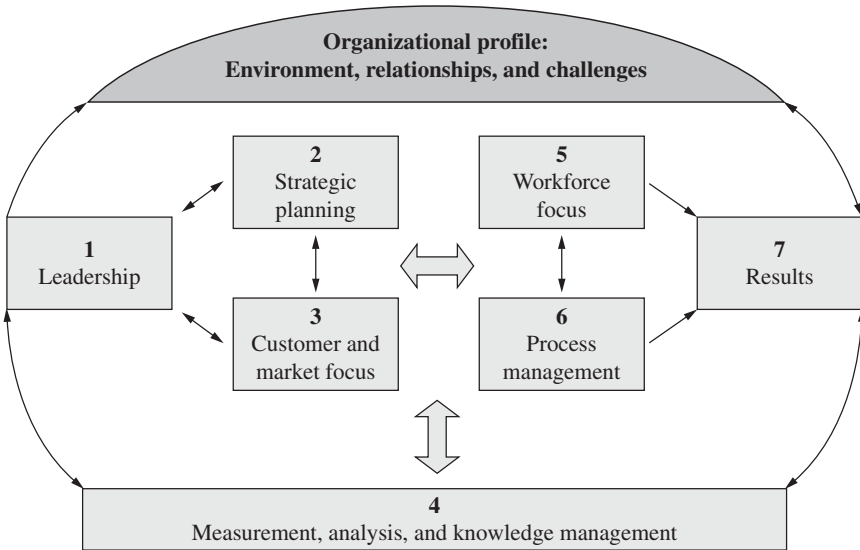 Organizational profile:
Environment, relationships, and challenges
2
Strategic
planning
5
Workforce
focus
1
Leadership
7
Results
3
Customer and
market focus
6
Process
management
4
Measurement, analysis, and knowledge management